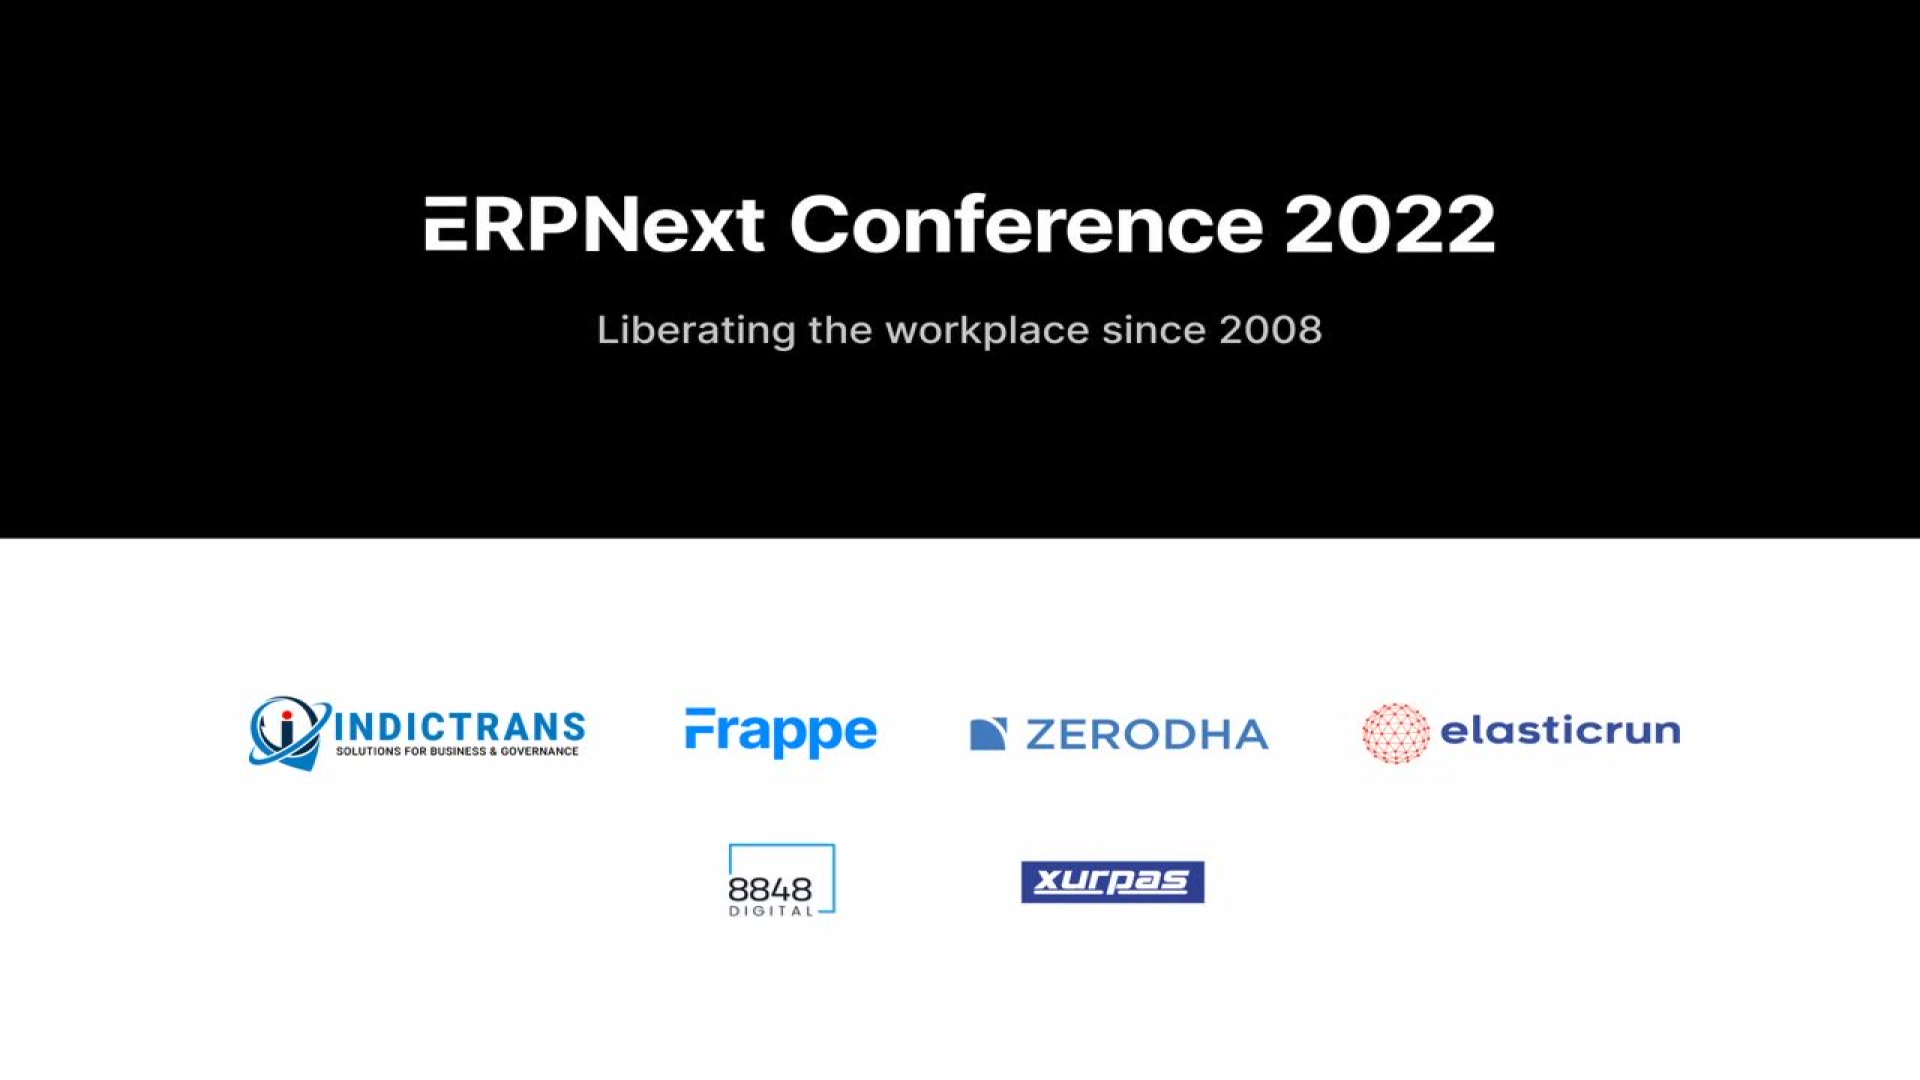 ERPNext Conference 2022
Liberating the workplace since 2008
INDICTRANS
SOLUTIONS FOR BUSINESS & GOVERNANCE
Frappe
ZERODHA
elasticrun
8848
DIGITAL
xurpas